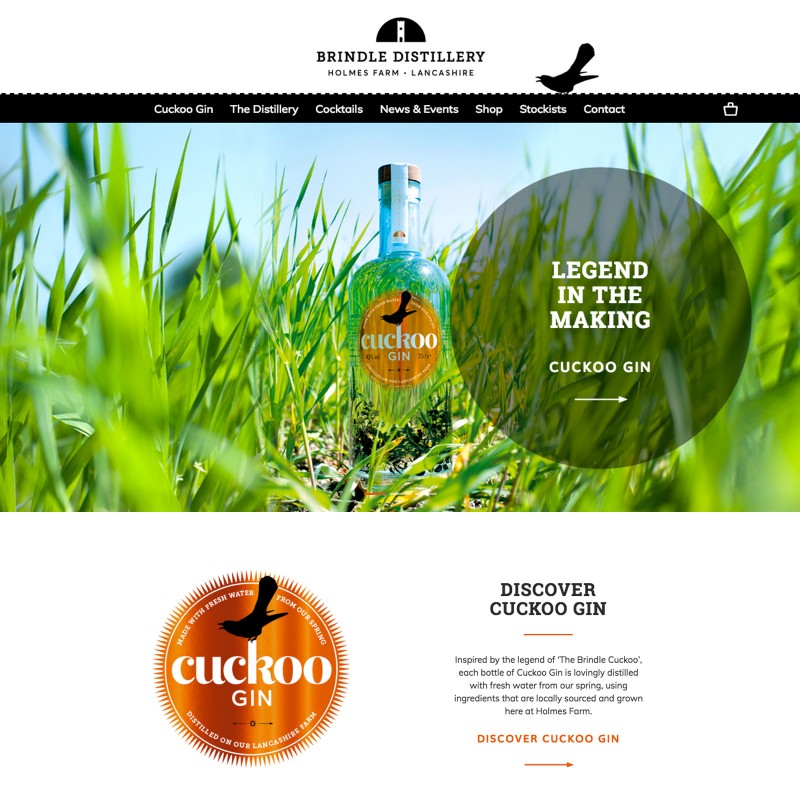 BRINDLE DISTILLERY
HOLMES FARM • LANCASHIRE
Cuckoo Gin The Distillery Cocktails News & Events Shop Stockists Contact
LEGEND
IN THE
MAKING
CUCKOO GIN
cuckoo
GIN
DISCOVER
CUCKOO GIN
Inspired by the legend of 'The Brindle Cuckoo',
each bottle of Cuckoo Gin is lovingly distilled
with fresh water from our spring, using
ingredients that are locally sourced and grown
here at Holmes Farm.
DISCOVER CUCKOO GIN
MADE WITH FRESH WATER FROM OUR SPRING
cuckoo
GIN
DISTILLED ON OUR LANCASHIRE FARM